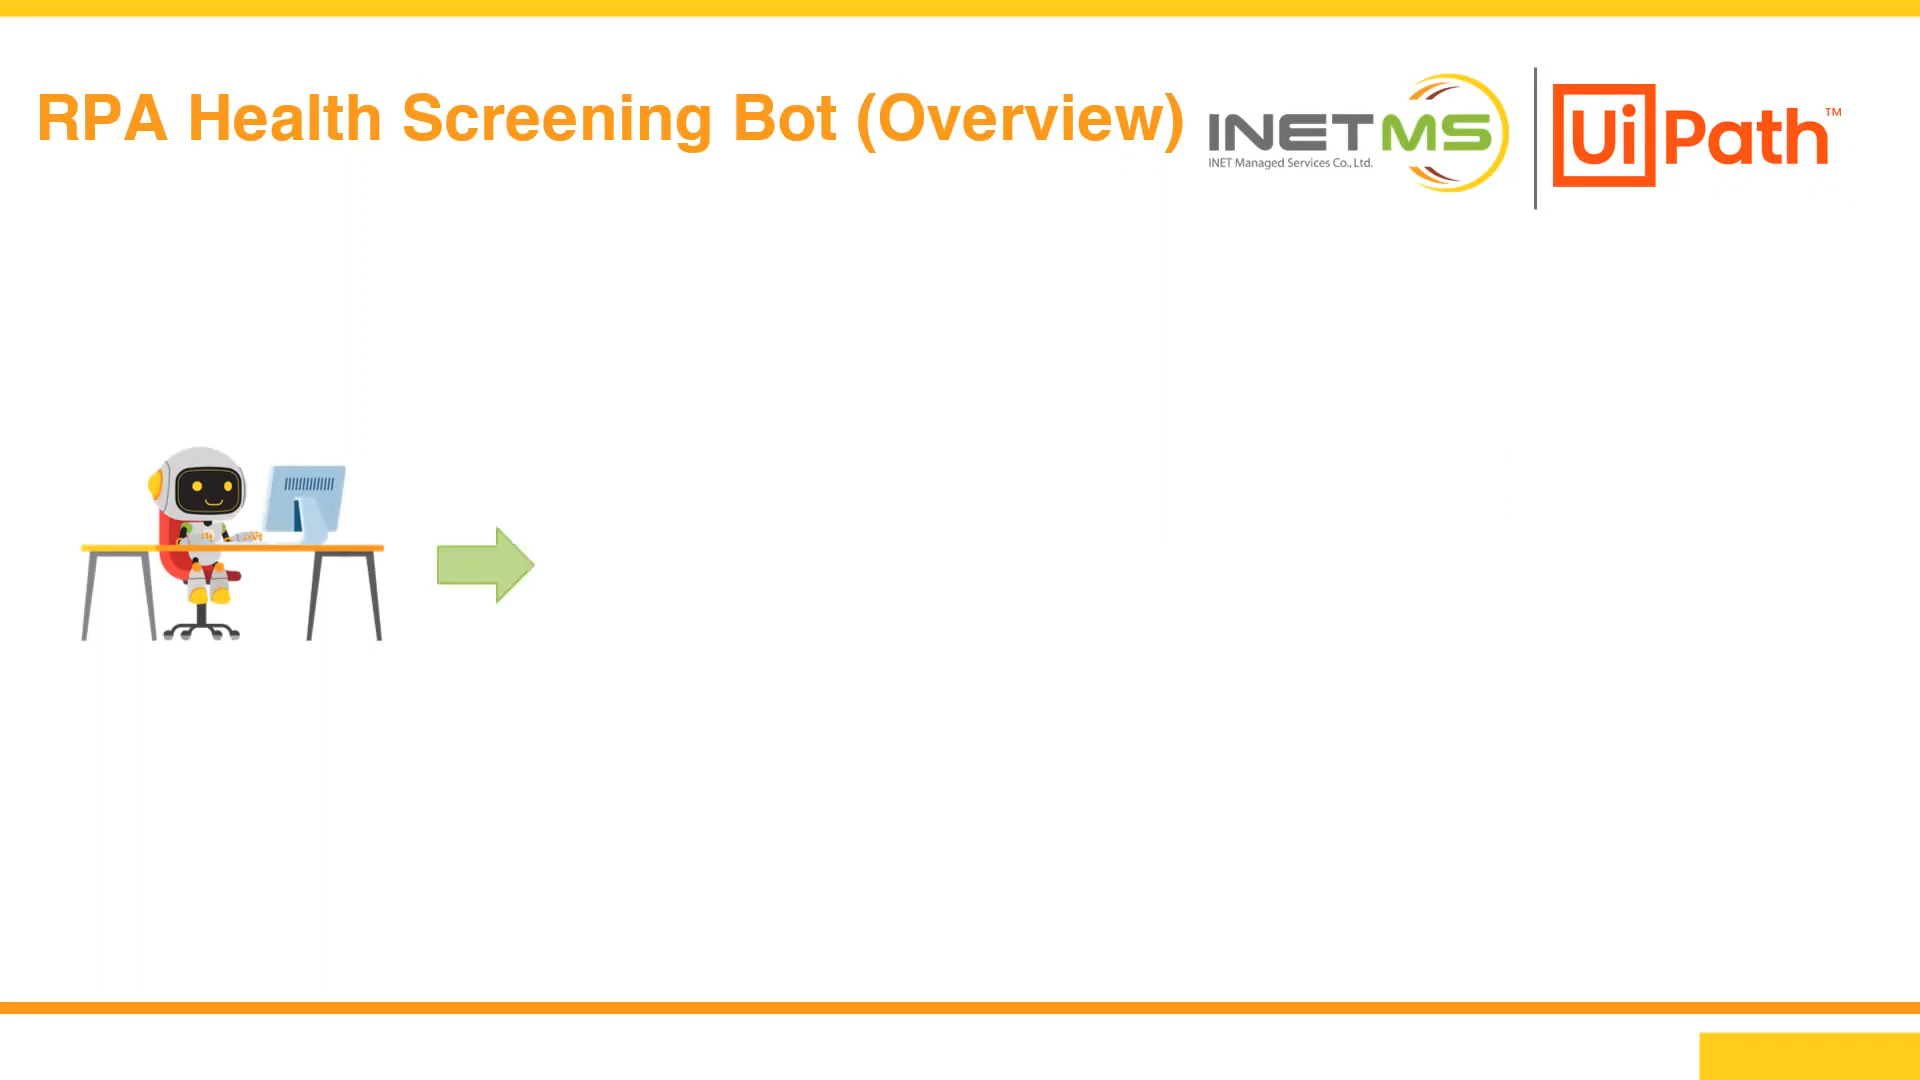 RPA Health Screening Bot (Overview)
INETMS
INET Managed Services Co., Ltd.
UiPath™